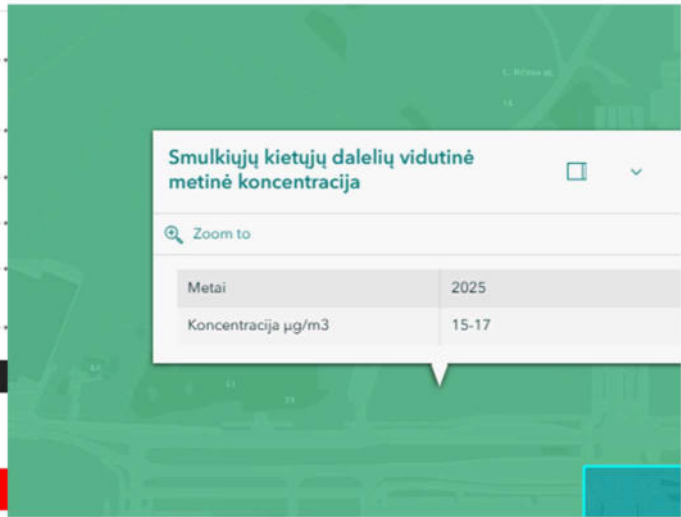 Smulkiųjų kietųjų dalelių vidutinė
metinė koncentracija
Zoom to
Metai 2025
Koncentracija µg/m3 15-17